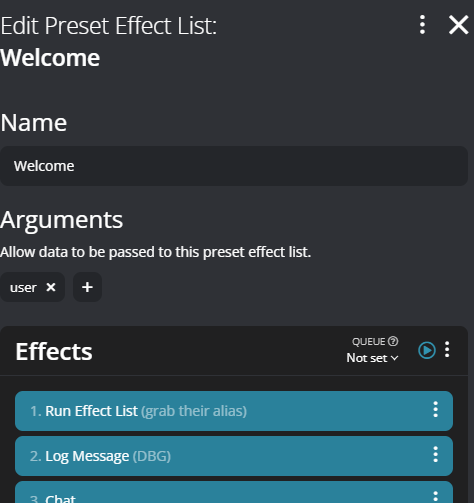 Edit Preset Effect List:
Welcome
Name
Welcome
Arguments
Allow data to be passed to this preset effect list.
user
Effects
QUEUE
Not set
1. Run Effect List (grab their alias)
2. Log Message (DBG)
3. Chat